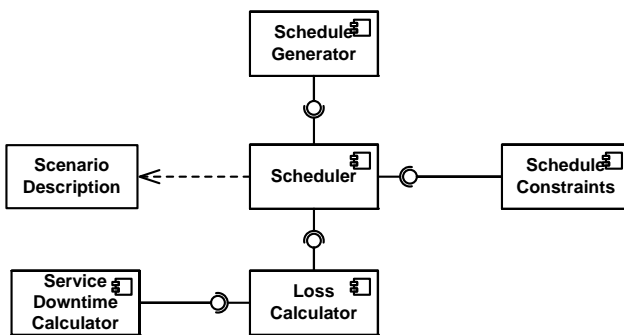 Schedule
Generator
Scenario
Description
Scheduler
Schedule
Constraints
Service
Downtime
Calculator
Loss
Calculator